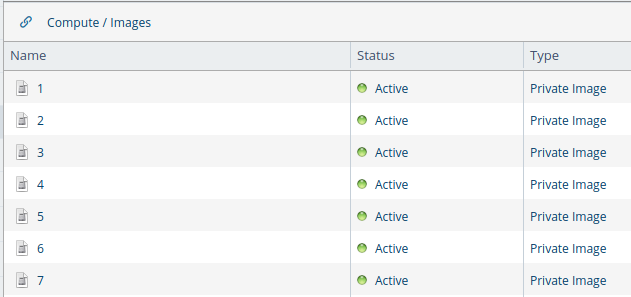 Compute / Images
Name Status Type
1 Active Private Image
2 Active Private Image
3 Active Private Image
4 Active Private Image
5 Active Private Image
6 Active Private Image
7 Active Private Image